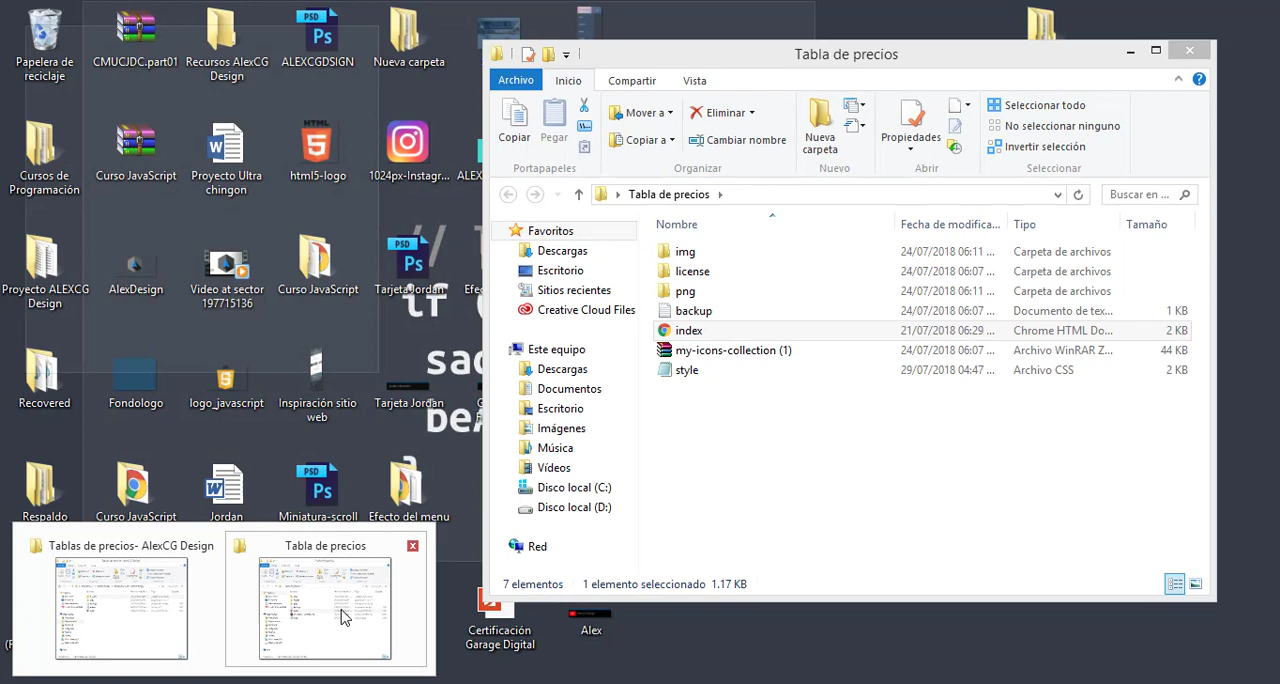 Papelera de
reciclaje
CMUCJDC.part01
Recursos AlexCG
Design
PSD
Ps
ALEXCGDSIGN
Nueva carpeta
Cursos de
Programación
Curso JavaScript
Proyecto Ultra
chingon
HTML
html5-logo
1024px-Instagr...
Proyecto ALEXCG
Design
AlexDesign
Video at sector
197715136
Curso JavaScript
PSD
Ps
Tarjeta Jordan
Recovered
Fondologo
logo_javascript
Inspiración sitio
web
Tarjeta Jordan
Respaldo
Curso JavaScript
Jordan
PSD
Ps
Miniatura-scroll
Efecto del menu
Certificación
Garage Digital
Alex
//
if (
sad
beA
Tabla de precios
Archivo
Inicio
Compartir
Vista
Copiar
Pegar
Mover a
Copiar a
Eliminar
Cambiar nombre
Nueva
carpeta
Propiedades
Seleccionar todo
No seleccionar ninguno
Invertir selección
Portapapeles
Organizar
Nuevo
Abrir
Seleccionar
Tabla de precios
Buscar en ...
Favoritos
Descargas
Escritorio
Sitios recientes
Creative Cloud Files
Este equipo
Descargas
Documentos
Escritorio
Imágenes
Música
Vídeos
Disco local (C:)
Disco local (D:)
Red
Nombre Fecha de modifica... Tipo Tamaño
img 24/07/2018 06:11 ... Carpeta de archivos
license 24/07/2018 06:07 ... Carpeta de archivos
png 24/07/2018 06:11 ... Carpeta de archivos
backup 24/07/2018 06:07 ... Documento de tex... 1 KB
index 21/07/2018 06:29 ... Chrome HTML Do... 2 KB
my-icons-collection (1) 24/07/2018 06:07 ... Archivo WinRAR Z... 44 KB
style 29/07/2018 04:47 ... Archivo CSS 2 KB
7 elementos 1 elemento seleccionado 1.17 KB
Tablas de precios- AlexCG Design
Tabla de precios